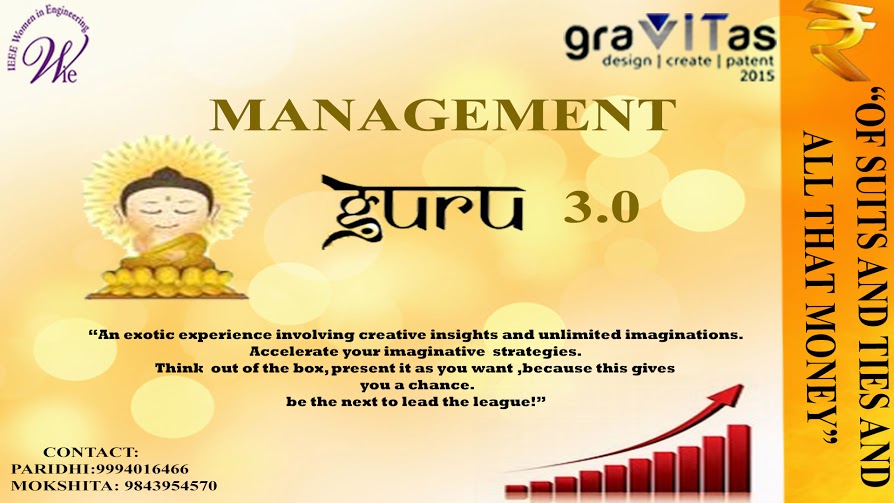 IEEE Women in Engineering
Wie
graVITas
design | create | patent
2015
MANAGEMENT
guru 3.0
"An exotic experience involving creative insights and unlimited imaginations.
Accelerate your imaginative strategies.
Think out of the box, present it as you want ,because this gives
you a chance.
be the next to lead the league!"
CONTACT:
PARIDHI:9994016466
MOKSHITA: 9843954570
₹
"OF SUITS AND TIES AND
ALL THAT MONEY"